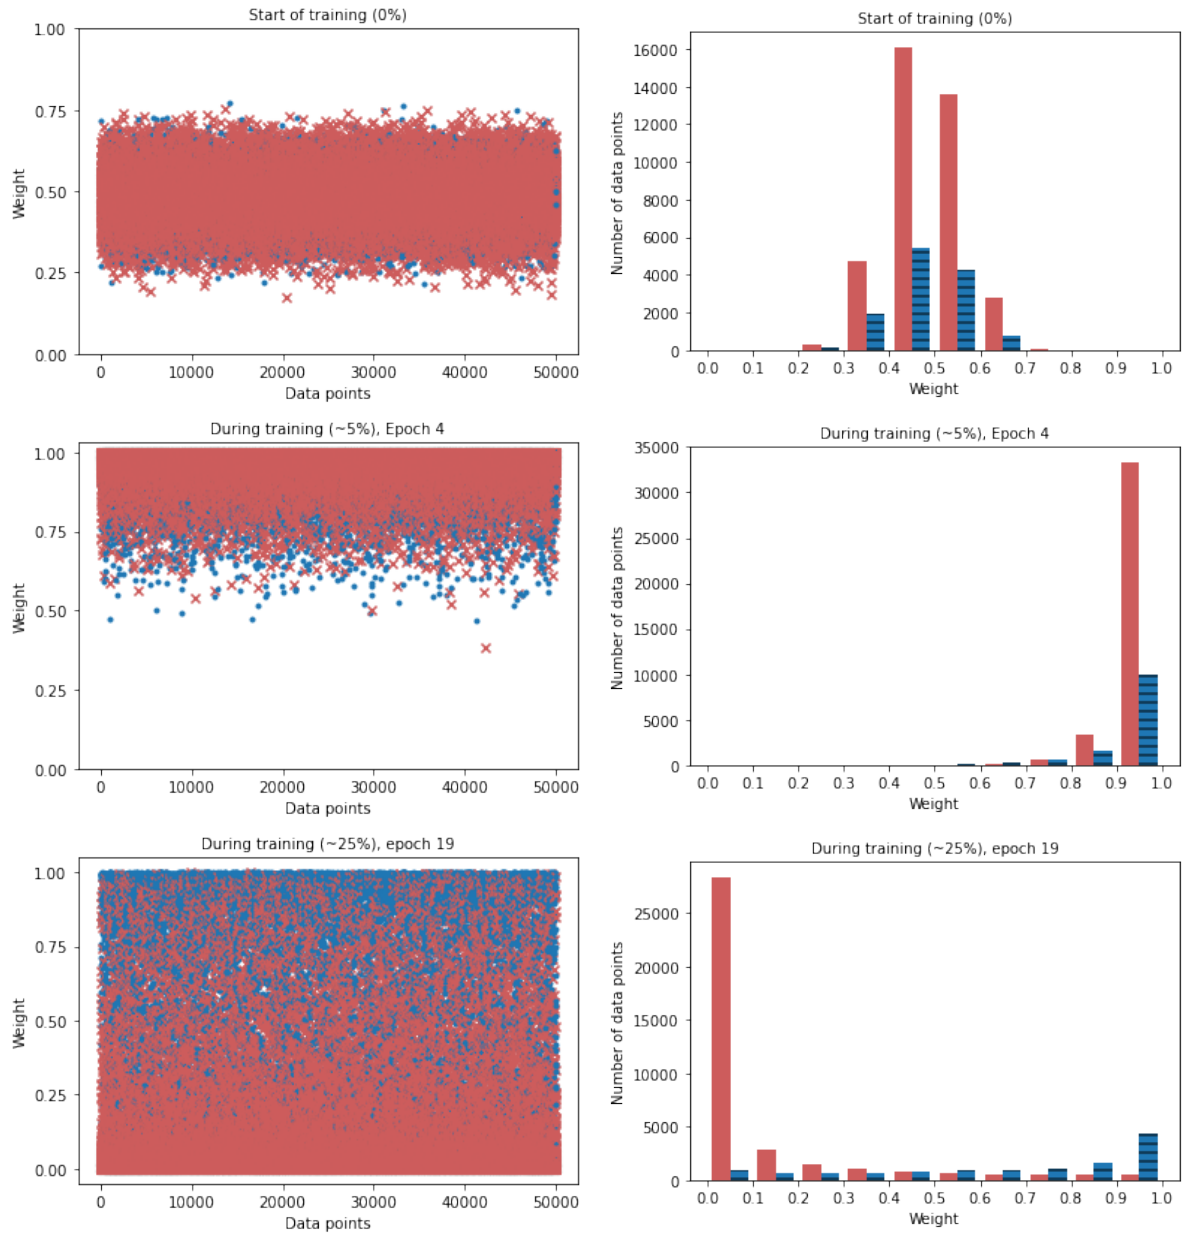 Start of training (0%)
1.00
0.75
0.50
0.25
0.00
Weight
0 10000 20000 30000 40000 50000
Data points
Start of training (0%)
16000
14000
12000
10000
8000
6000
4000
2000
0
Number of data points
0.0 0.1 0.2 0.3 0.4 0.5 0.6 0.7 0.8 0.9 1.0
Weight
During training (~5%), Epoch 4
1.00
0.75
0.50
0.25
0.00
Weight
0 10000 20000 30000 40000 50000
Data points
During training (~5%), Epoch 4
35000
30000
25000
20000
15000
10000
5000
0
Number of data points
0.0 0.1 0.2 0.3 0.4 0.5 0.6 0.7 0.8 0.9 1.0
Weight
During training (~25%), epoch 19
1.00
0.75
0.50
0.25
0.00
Weight
0 10000 20000 30000 40000 50000
Data points
During training (~25%), epoch 19
25000
20000
15000
10000
5000
0
Number of data points
0.0 0.1 0.2 0.3 0.4 0.5 0.6 0.7 0.8 0.9 1.0
Weight